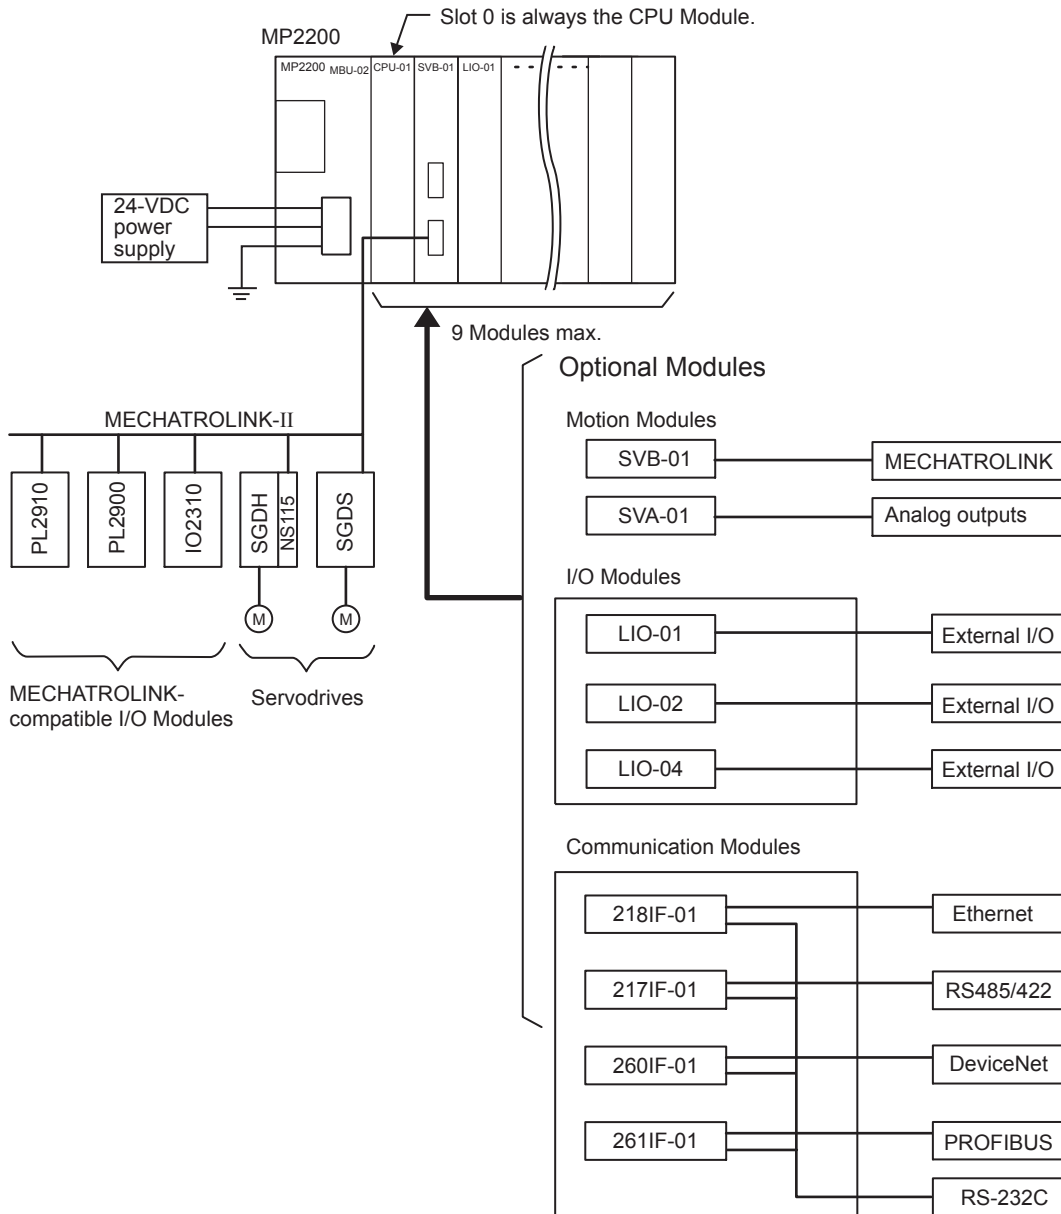 Slot 0 is always the CPU Module.
MP2200
MP2200 MBU-02 CPU-01 SVB-01 LIO-01
24-VDC
power
supply
9 Modules max.
Optional Modules
MECHATROLINK-II
PL2910
PL2900
IO2310
SGDH
NS115
SGDS
M
M
MECHATROLINK-
compatible I/O Modules
Servodrives
Motion Modules
SVB-01
MECHATROLINK
SVA-01
Analog outputs
I/O Modules
LIO-01
External I/O
LIO-02
External I/O
LIO-04
External I/O
Communication Modules
218IF-01
Ethernet
217IF-01
RS485/422
260IF-01
DeviceNet
261IF-01
PROFIBUS
RS-232C